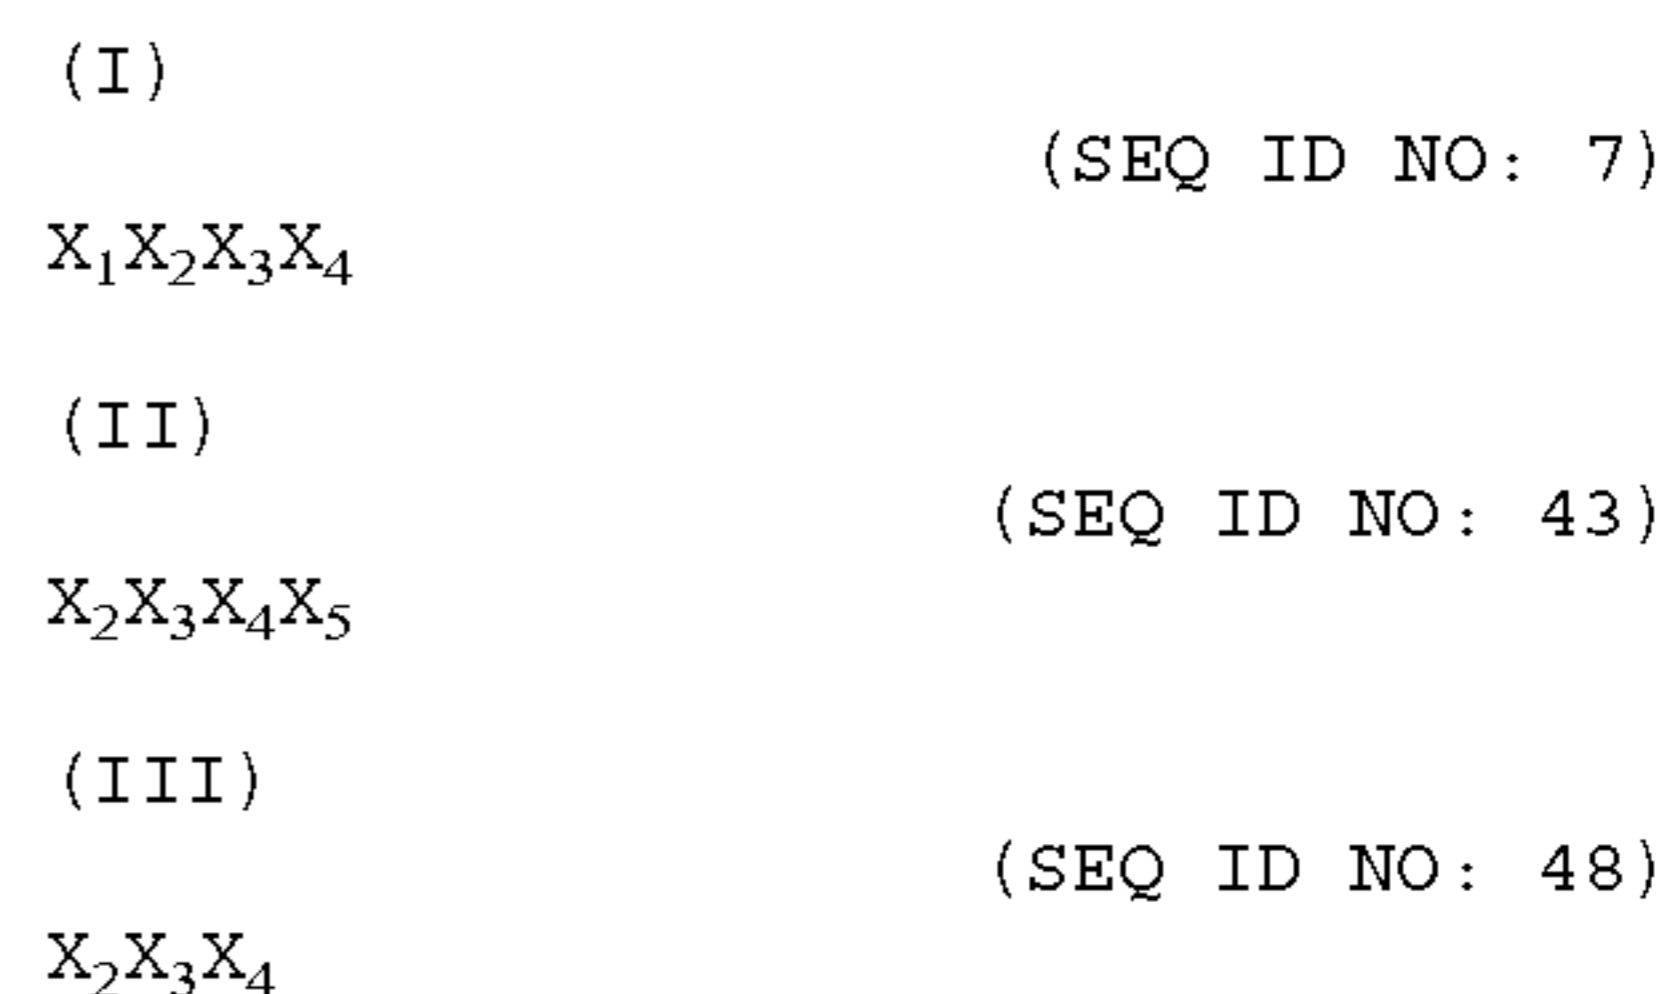 (I)
(SEQ ID NO: 7)
X₁X₂X₃X₄
(II)
(SEQ ID NO: 43)
X₂X₃X₄X₅
(III)
(SEQ ID NO: 48)
X₂X₃X₄